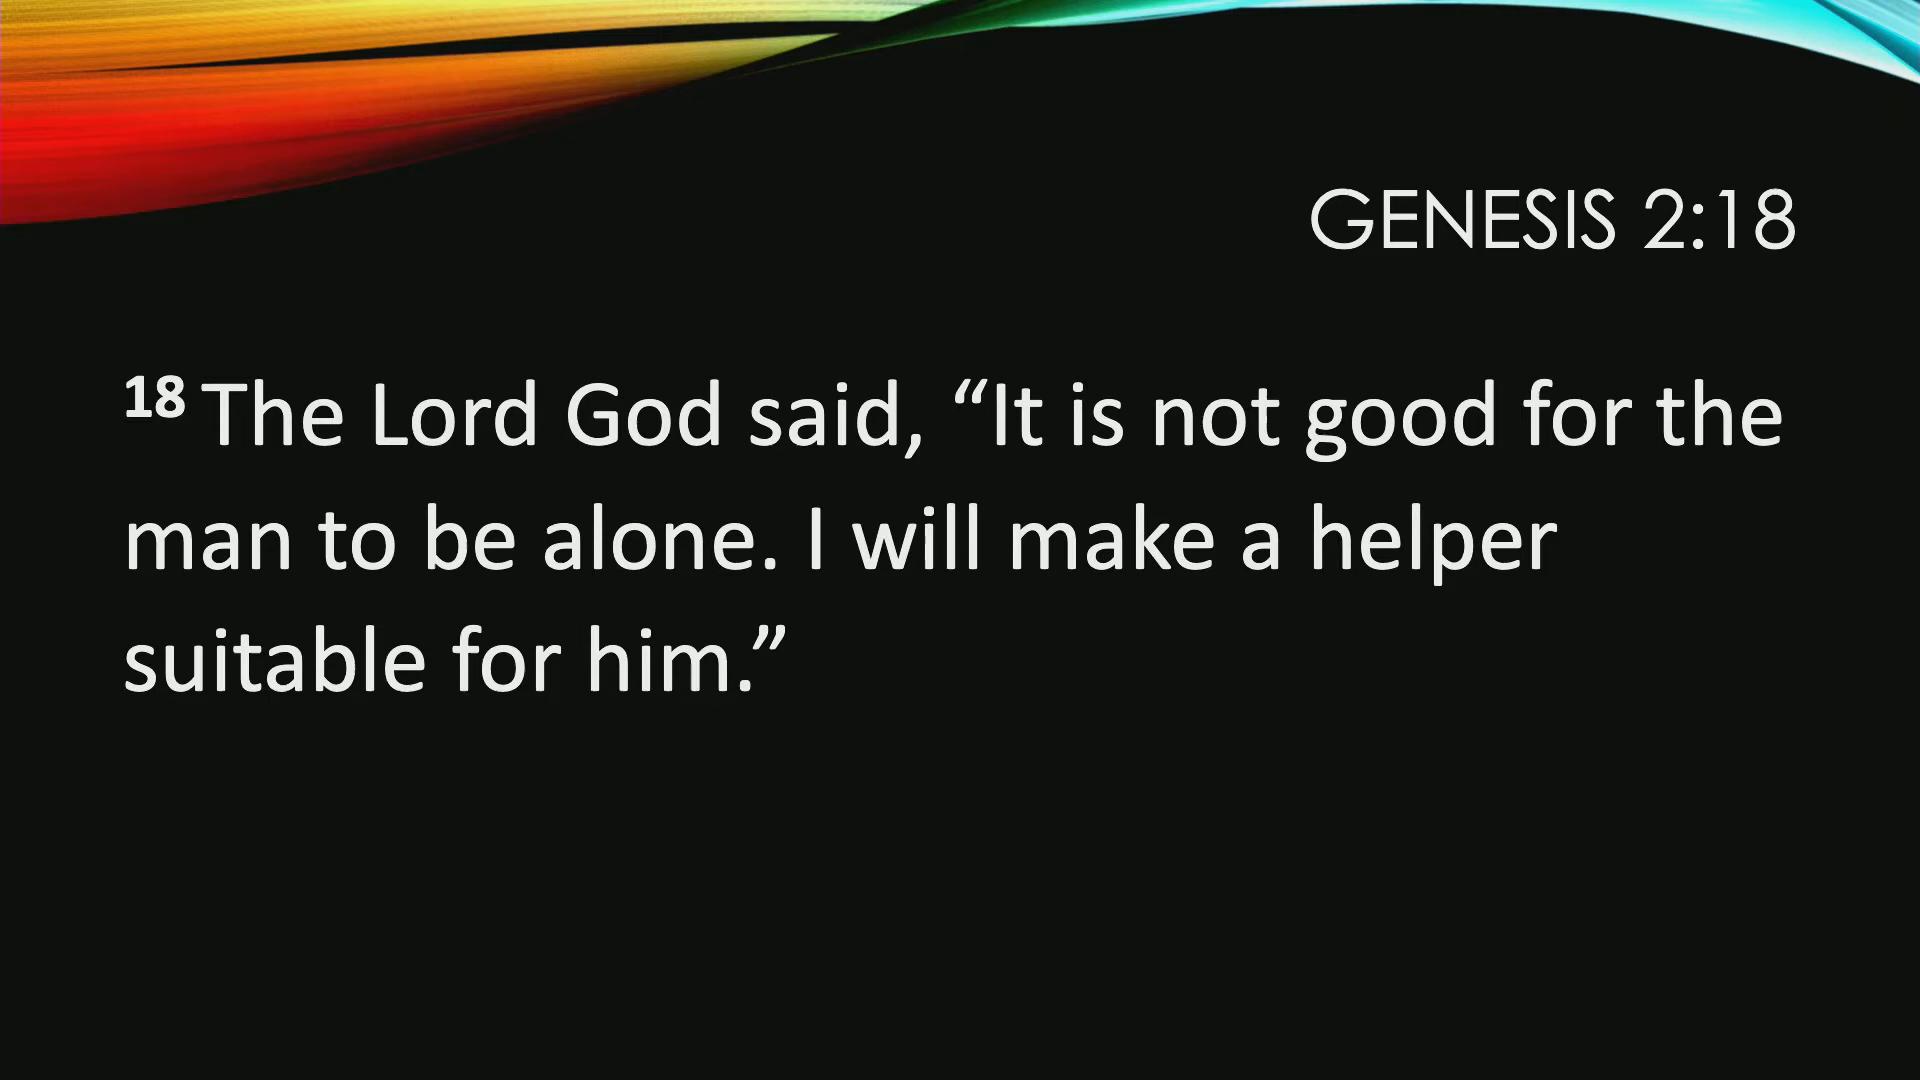 GENESIS 2:18
18 The Lord God said, “It is not good for the
man to be alone. I will make a helper
suitable for him.”